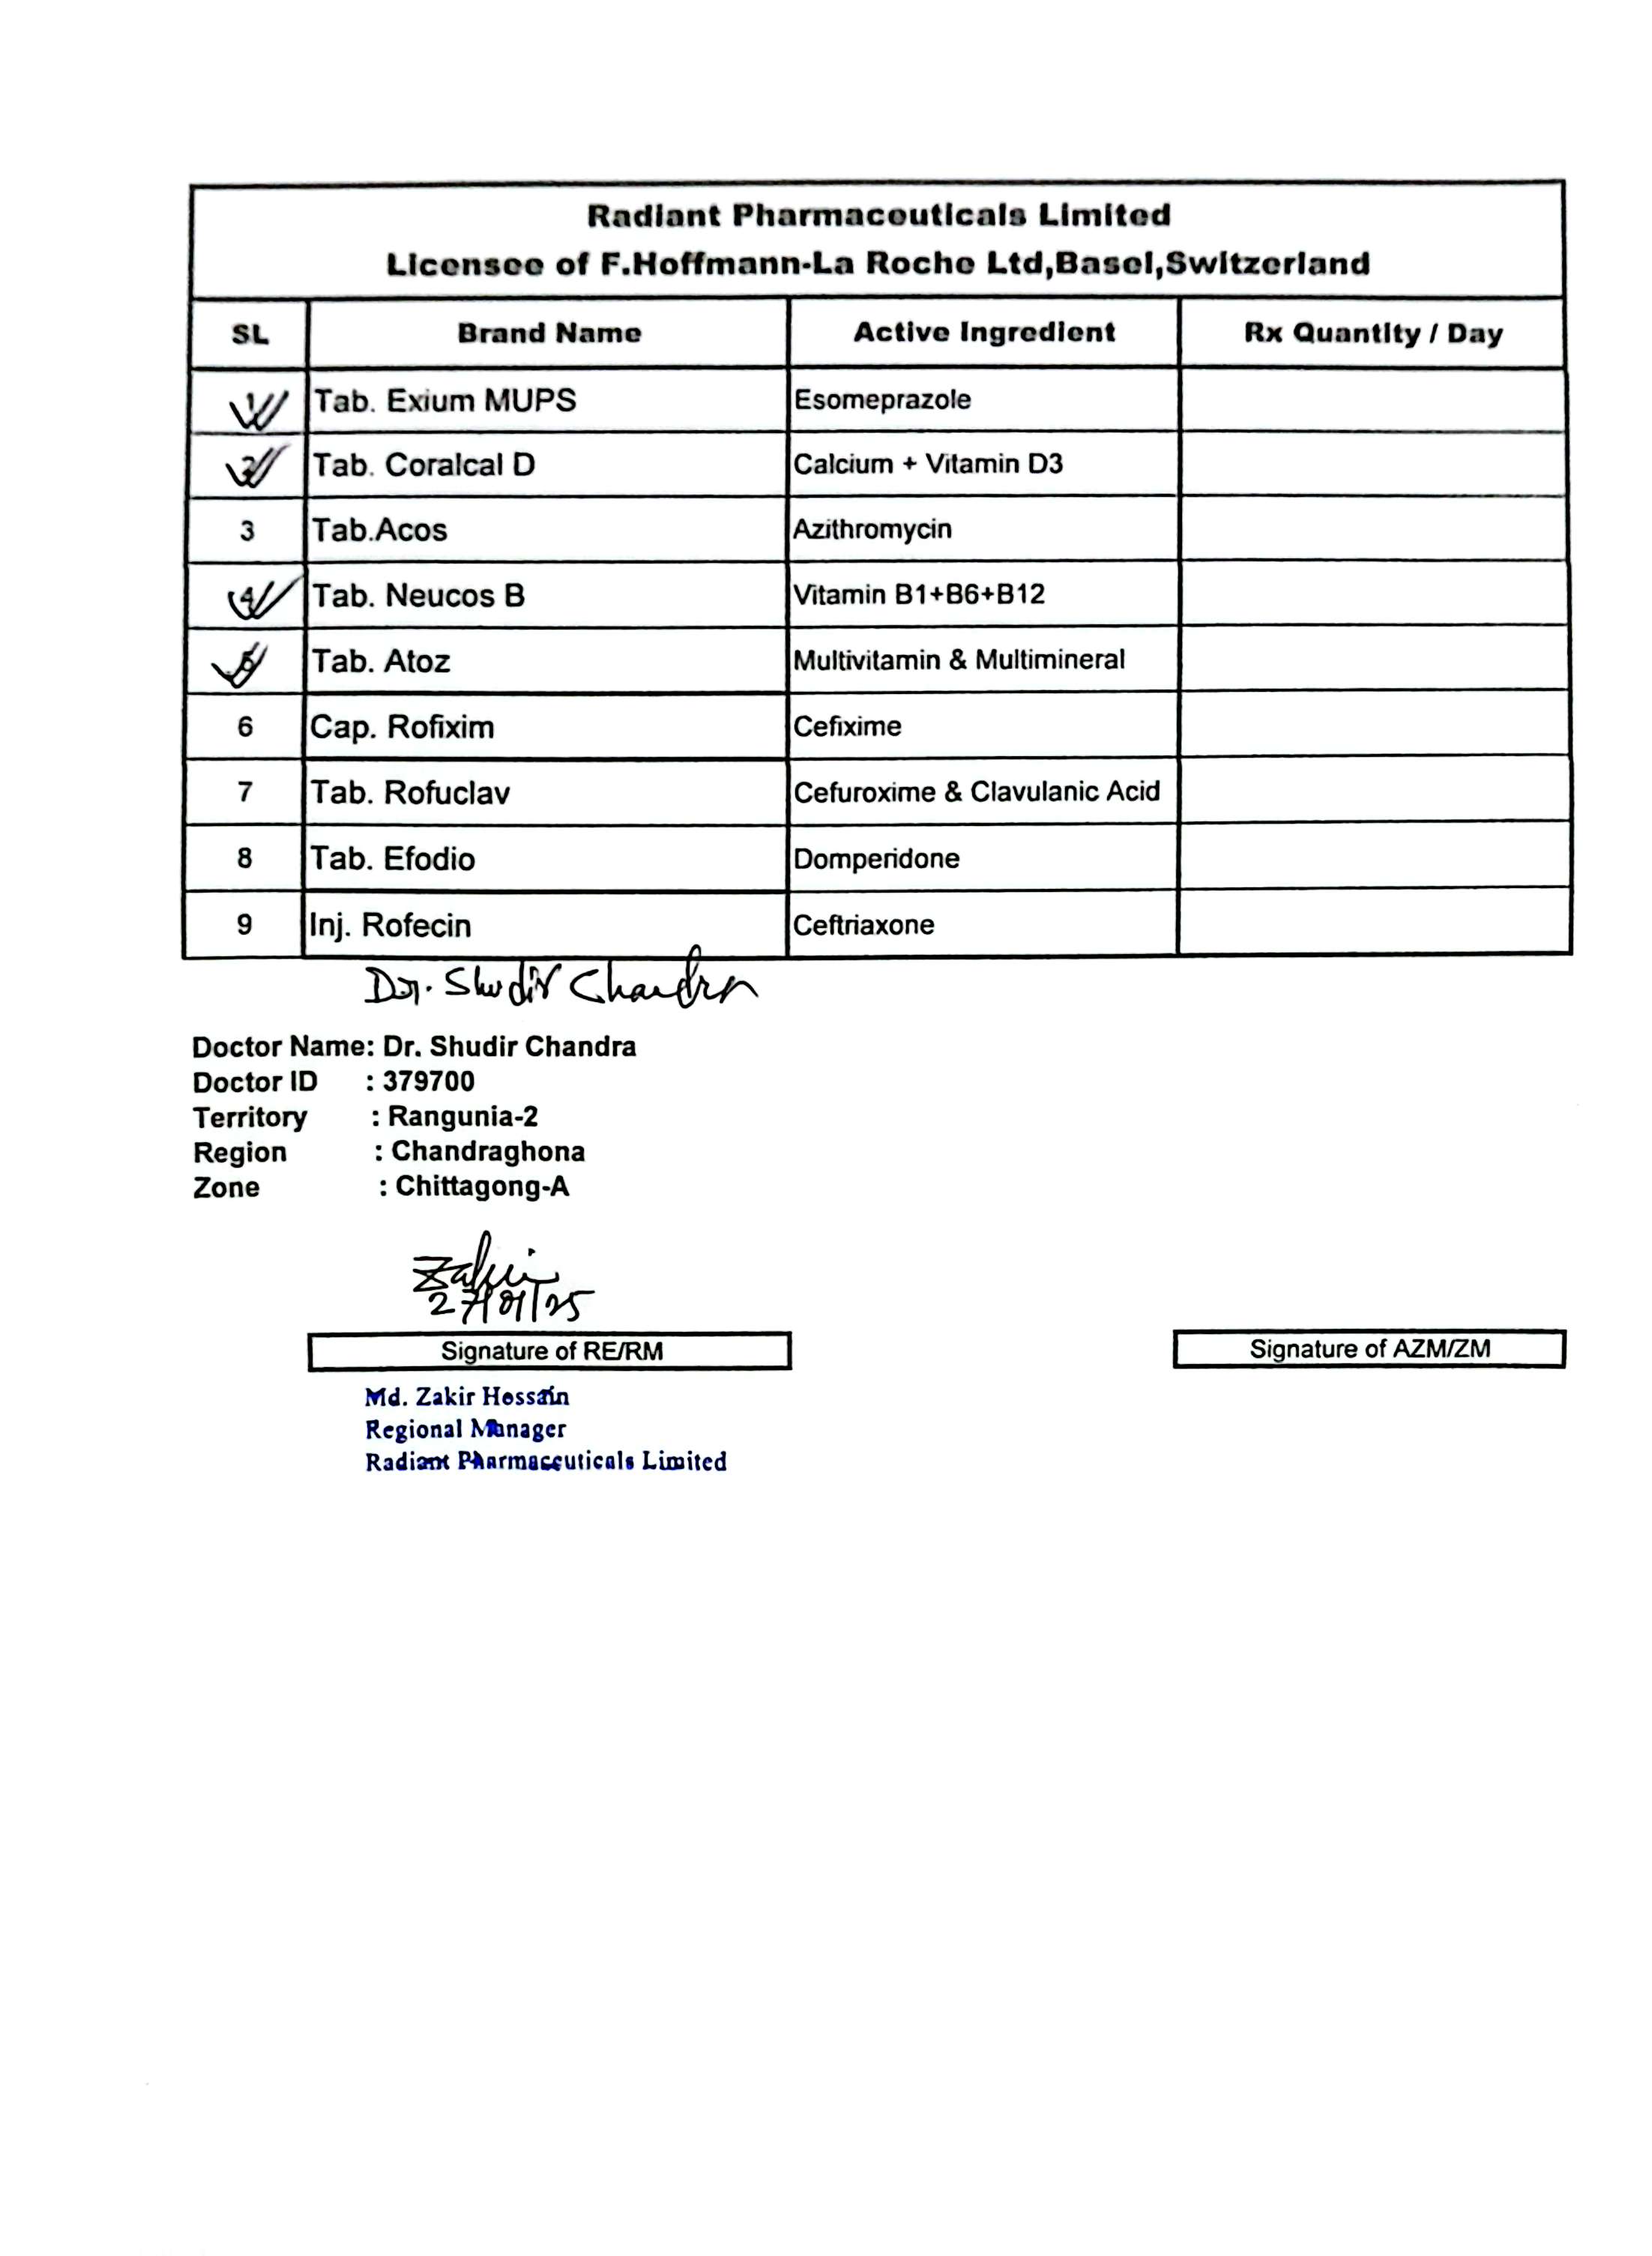 Radiant Pharmaceuticals Limited
Licensee of F.Hoffmann-La Roche Ltd,Basel,Switzerland
SL Brand Name Active Ingredient Rx Quantity / Day
1 Tab. Exium MUPS Esomeprazole
2 Tab. Coralcal D Calcium + Vitamin D3
3 Tab.Acos Azithromycin
4 Tab. Neucos B Vitamin B1+B6+B12
5 Tab. Atoz Multivitamin & Multimineral
6 Cap. Rofixim Cefixime
7 Tab. Rofuclav Cefuroxime & Clavulanic Acid
8 Tab. Efodio Domperidone
9 Inj. Rofecin Ceftriaxone
Dr. Shudir Chandra
Doctor Name: Dr. Shudir Chandra
Doctor ID : 379700
Territory : Rangunia-2
Region : Chandraghona
Zone : Chittagong-A
Zakir
27/01/25
Signature of RE/RM Signature of AZM/ZM
Md. Zakir Hossain
Regional Manager
Radiant Pharmaceuticals Limited